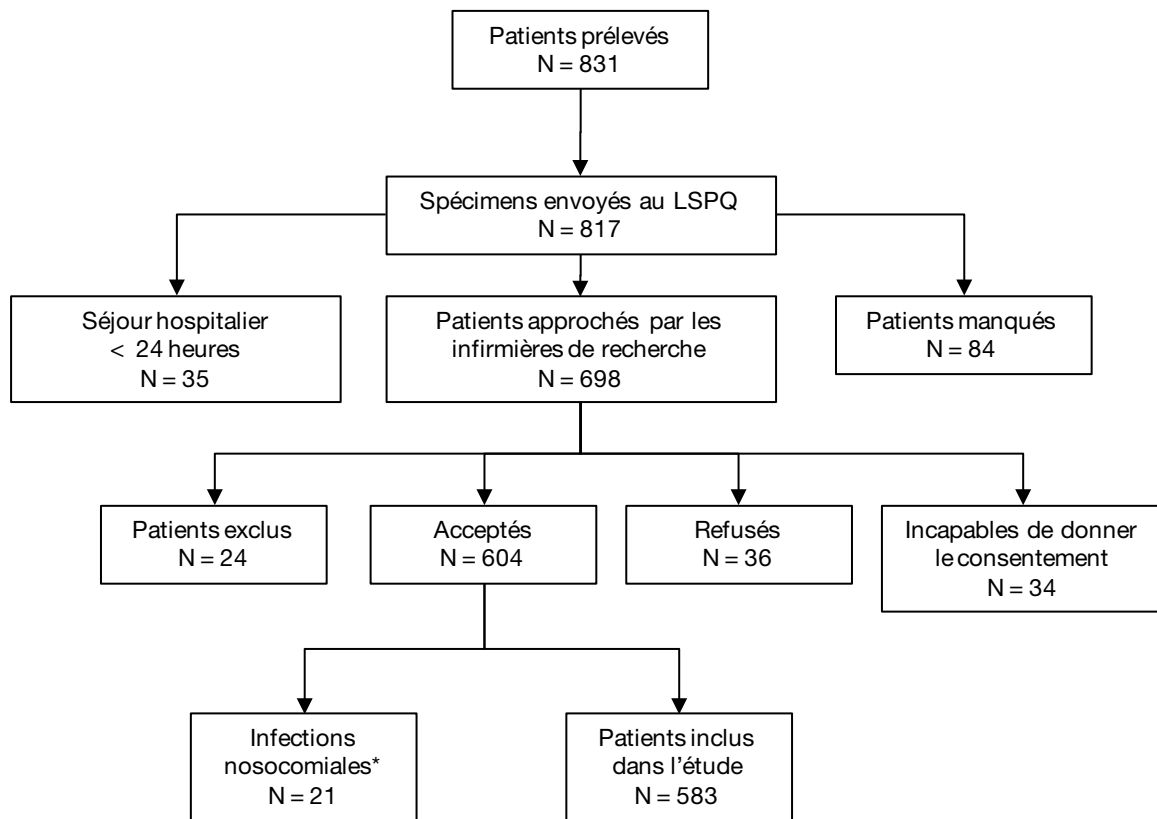 Patients prélevés
N = 831
Spécimens envoyés au LSPQ
N = 817
Séjour hospitalier
< 24 heures
N = 35
Patients approchés par les
infirmières de recherche
N = 698
Patients manqués
N = 84
Patients exclus
N = 24
Acceptés
N = 604
Refusés
N = 36
Incapables de donner
le consentement
N = 34
Infections
nosocomiales*
N = 21
Patients inclus
dans l'étude
N = 583